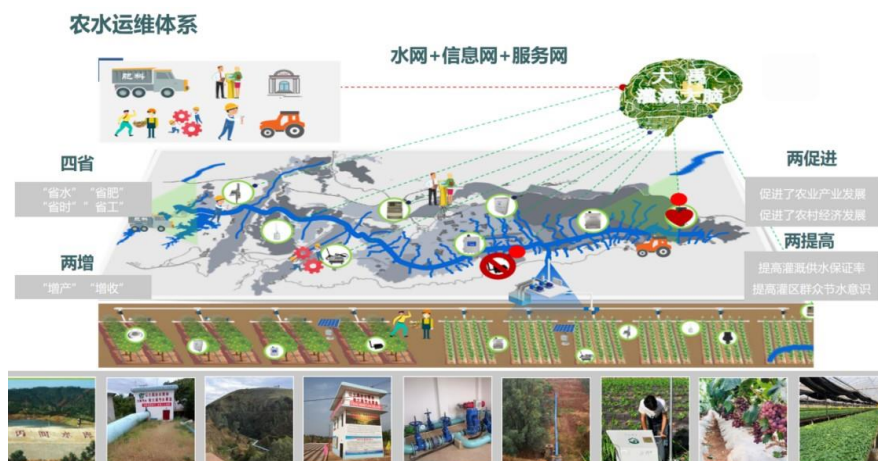 农水运维体系
水网+信息网+服务网
肥料
大禹
灌溉大脑
四省
“省水” “省肥”
“省时” “省工”
两增
“增产” “增收”
两促进
促进了农业产业发展
促进了农村经济发展
两提高
提高灌溉供水保证率
提高灌区群众节水意识